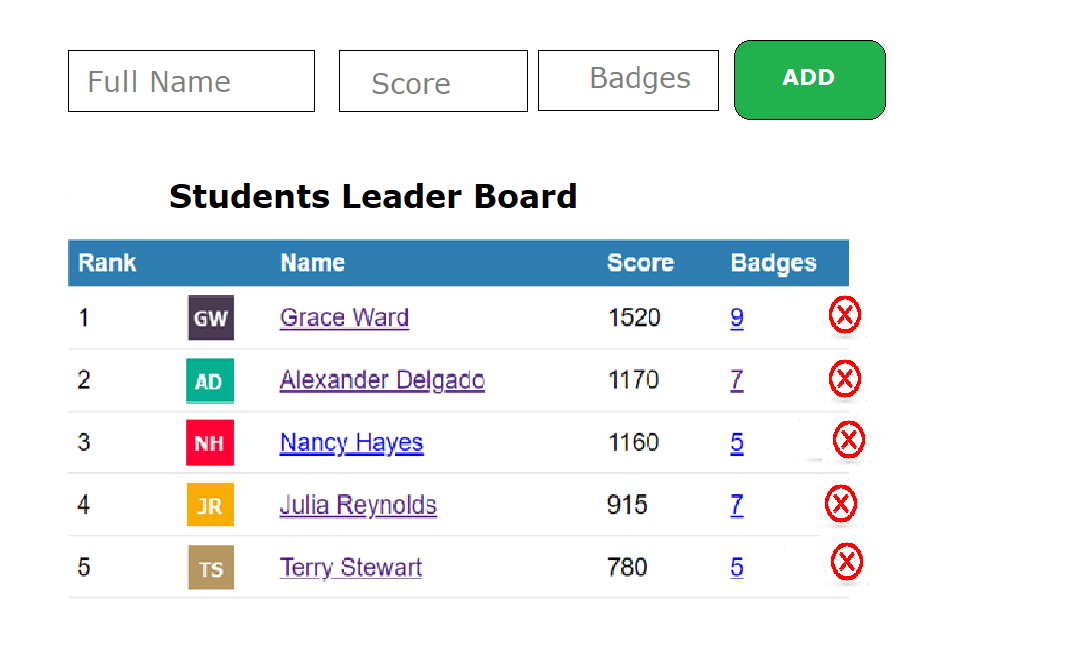 Full Name Score Badges ADD
Students Leader Board
Rank Name Score Badges
1 GW Grace Ward 1520 9
2 AD Alexander Delgado 1170 7
3 NH Nancy Hayes 1160 5
4 JR Julia Reynolds 915 7
5 TS Terry Stewart 780 5